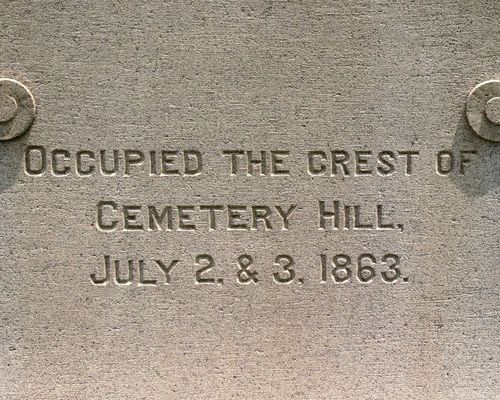 Occupied the crest of
Cemetery Hill,
July 2, & 3, 1863.